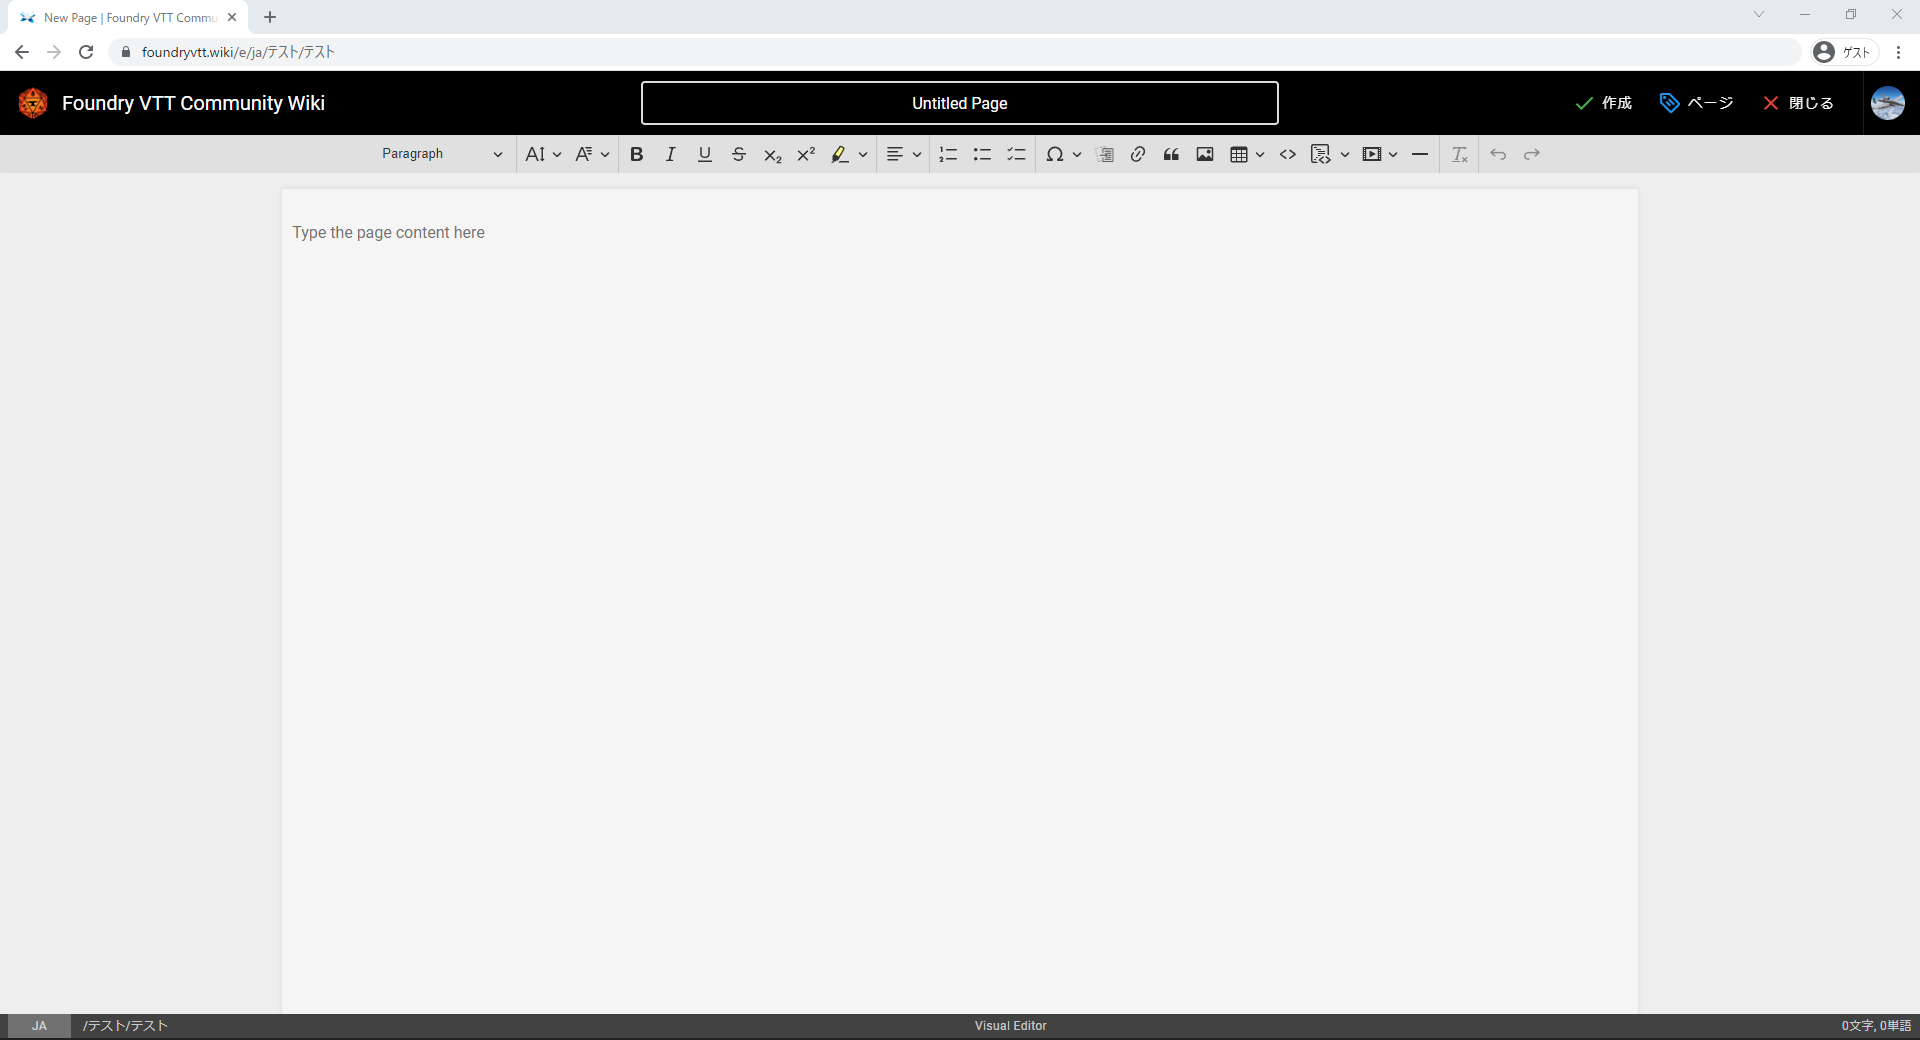 New Page | Foundry VTT Commu
foundryvtt.wiki/e/ja/テスト/テスト
ゲスト
Foundry VTT Community Wiki
Untitled Page
作成
ページ
閉じる
Paragraph
Type the page content here
JA
/テスト/テスト
Visual Editor
0文字, 0単語